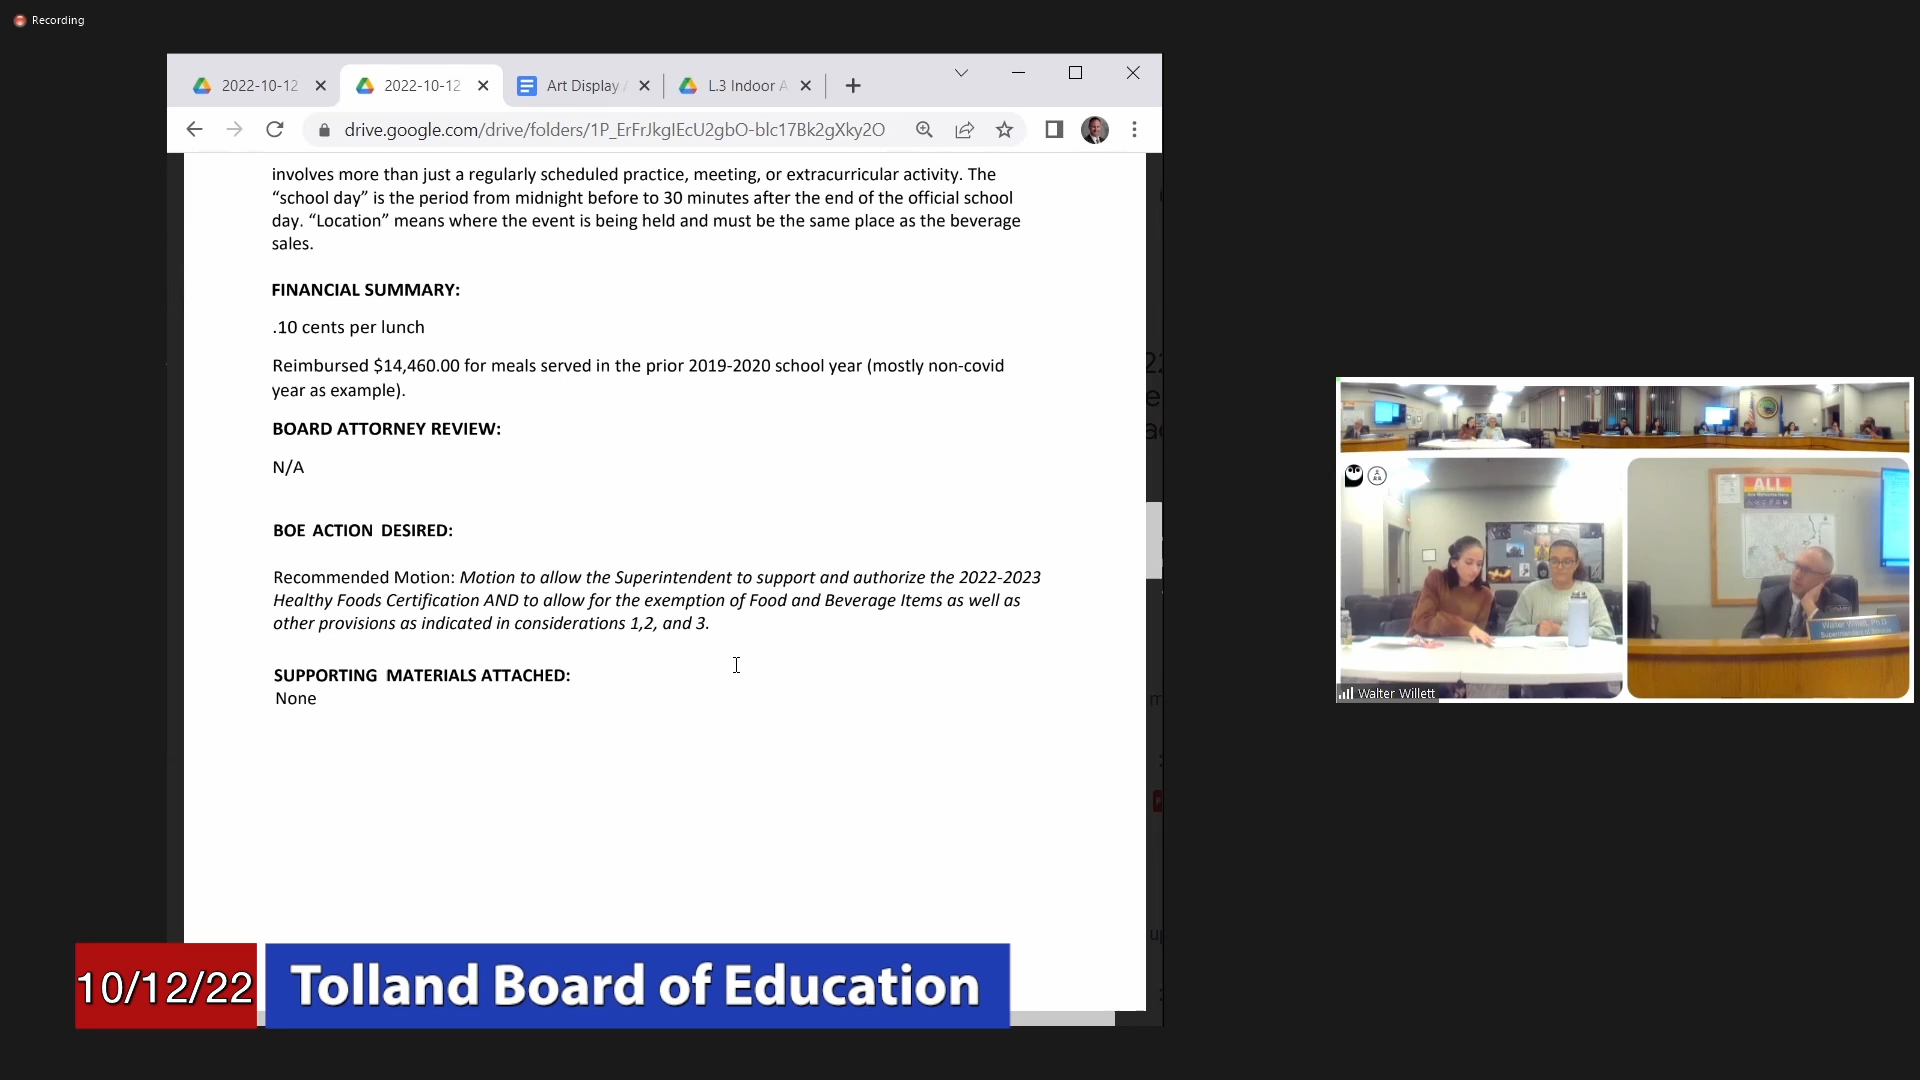 Recording
2022-10-12
2022-10-12
Art Display
L.3 Indoor A
drive.google.com/drive/folders/1P_ErFrJkgIEcU2gbO-blc17Bk2gXky2O
involves more than just a regularly scheduled practice, meeting, or extracurricular activity. The
“school day” is the period from midnight before to 30 minutes after the end of the official school
day. “Location” means where the event is being held and must be the same place as the beverage
sales.
FINANCIAL SUMMARY:
.10 cents per lunch
Reimbursed $14,460.00 for meals served in the prior 2019-2020 school year (mostly non-covid
year as example).
BOARD ATTORNEY REVIEW:
N/A
BOE ACTION DESIRED:
Recommended Motion: Motion to allow the Superintendent to support and authorize the 2022-2023
Healthy Foods Certification AND to allow for the exemption of Food and Beverage Items as well as
other provisions as indicated in considerations 1,2, and 3.
SUPPORTING MATERIALS ATTACHED:
None
ALL
Walter Willett, Ph.D
Superintendent of Schools
Walter Willett
10/12/22
Tolland Board of Education